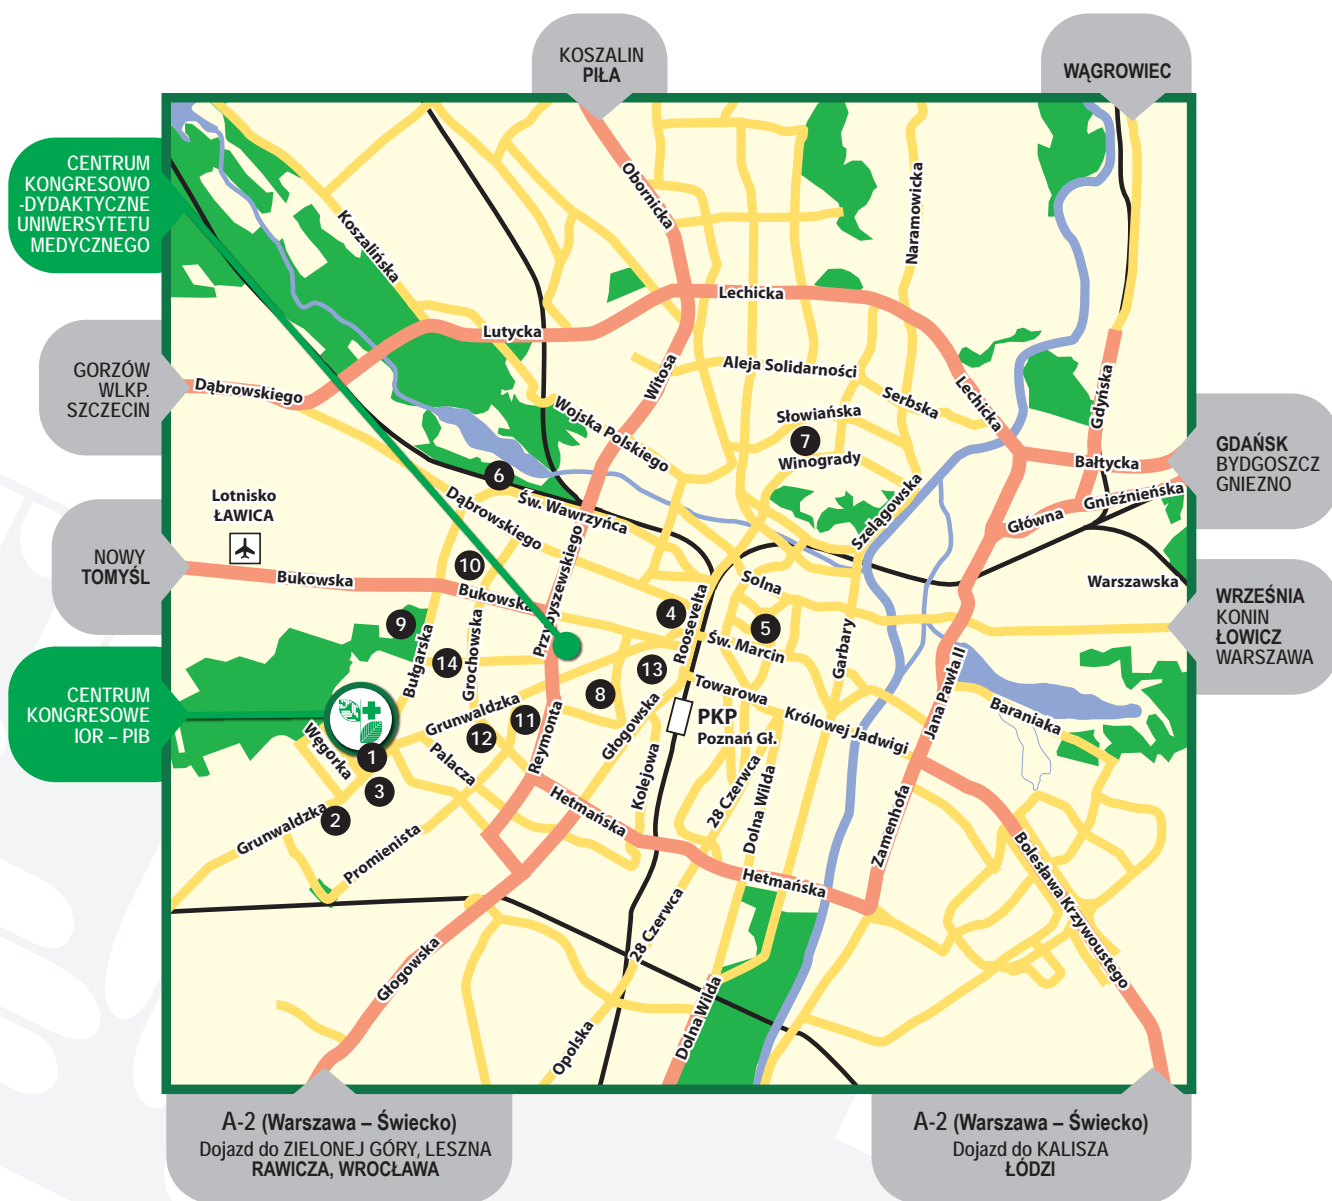 KOSZALIN
PIŁA
WĄGROWIEC
CENTRUM
KONGRESOWO
-DYDAKTYCZNE
UNIWERSYTETU
MEDYCZNEGO
GORZÓW
WLKP.
SZCZECIN
NOWY
TOMYŚL
CENTRUM
KONGRESOWE
IOR – PIB
GDAŃSK
BYDGOSZCZ
GNIEZNO
WRZEŚNIA
KONIN
ŁOWICZ
WARSZAWA
Obornicka
Naramowicka
Koszalińska
Lechicka
Lutycka
Witosa
Aleja Solidarności
Dąbrowskiego
Serbska
Lechicka
Gdyńska
Wojska Polskiego
Słowiańska
7
Winogrady
Bałtycka
6
Dąbrowskiego
Św. Wawrzyńca
Szelągowska
Główna
Gnieźnieńska
Lotnisko
ŁAWICA
Przybyszewskiego
10
Bukowska
Bukowska
Solna
Warszawska
9
4
5
Roosevelta
Św. Marcin
Garbary
Bułgarska
14
Grochowska
13
Jana Pawła II
8
Towarowa
Baraniaka
Grunwaldzka
11
Reymonta
Głogowska
PKP
Poznań Gł.
Królowej Jadwigi
12
Palacza
Węgorka
1
3
2
Grunwaldzka
Promienista
Kolejowa
28 Czerwca
Dolna Wilda
Hetmańska
Zamenhofa
Hetmańska
Bolesława Krzywoustego
28 Czerwca
Głogowska
Opolska
Dolna Wilda
A-2 (Warszawa – Świecko)
Dojazd do ZIELONEJ GÓRY, LESZNA
RAWICZA, WROCŁAWA
A-2 (Warszawa – Świecko)
Dojazd do KALISZA
ŁÓDZI